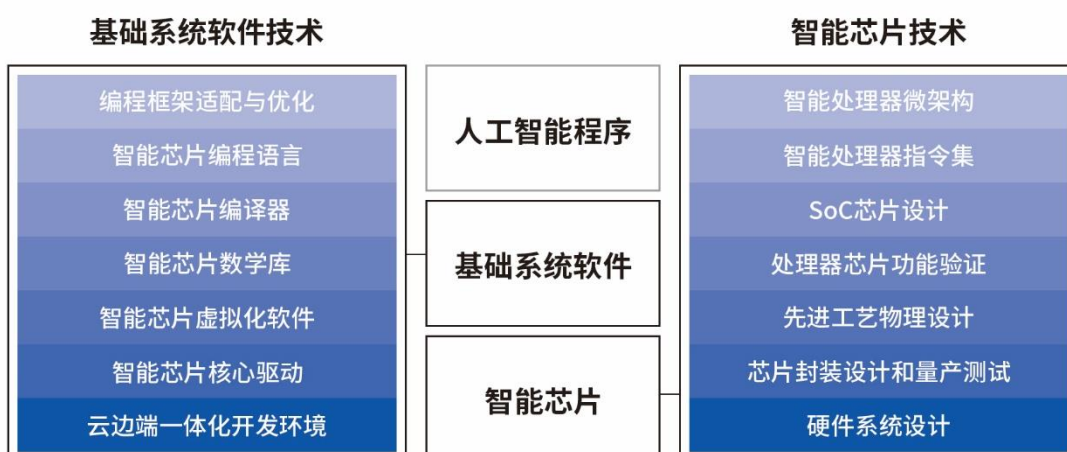 基础系统软件技术
编程框架适配与优化
智能芯片编程语言
智能芯片编译器
智能芯片数学库
智能芯片虚拟化软件
智能芯片核心驱动
云边端一体化开发环境
人工智能程序
基础系统软件
智能芯片
智能芯片技术
智能处理器微架构
智能处理器指令集
SoC芯片设计
处理器芯片功能验证
先进工艺物理设计
芯片封装设计和量产测试
硬件系统设计